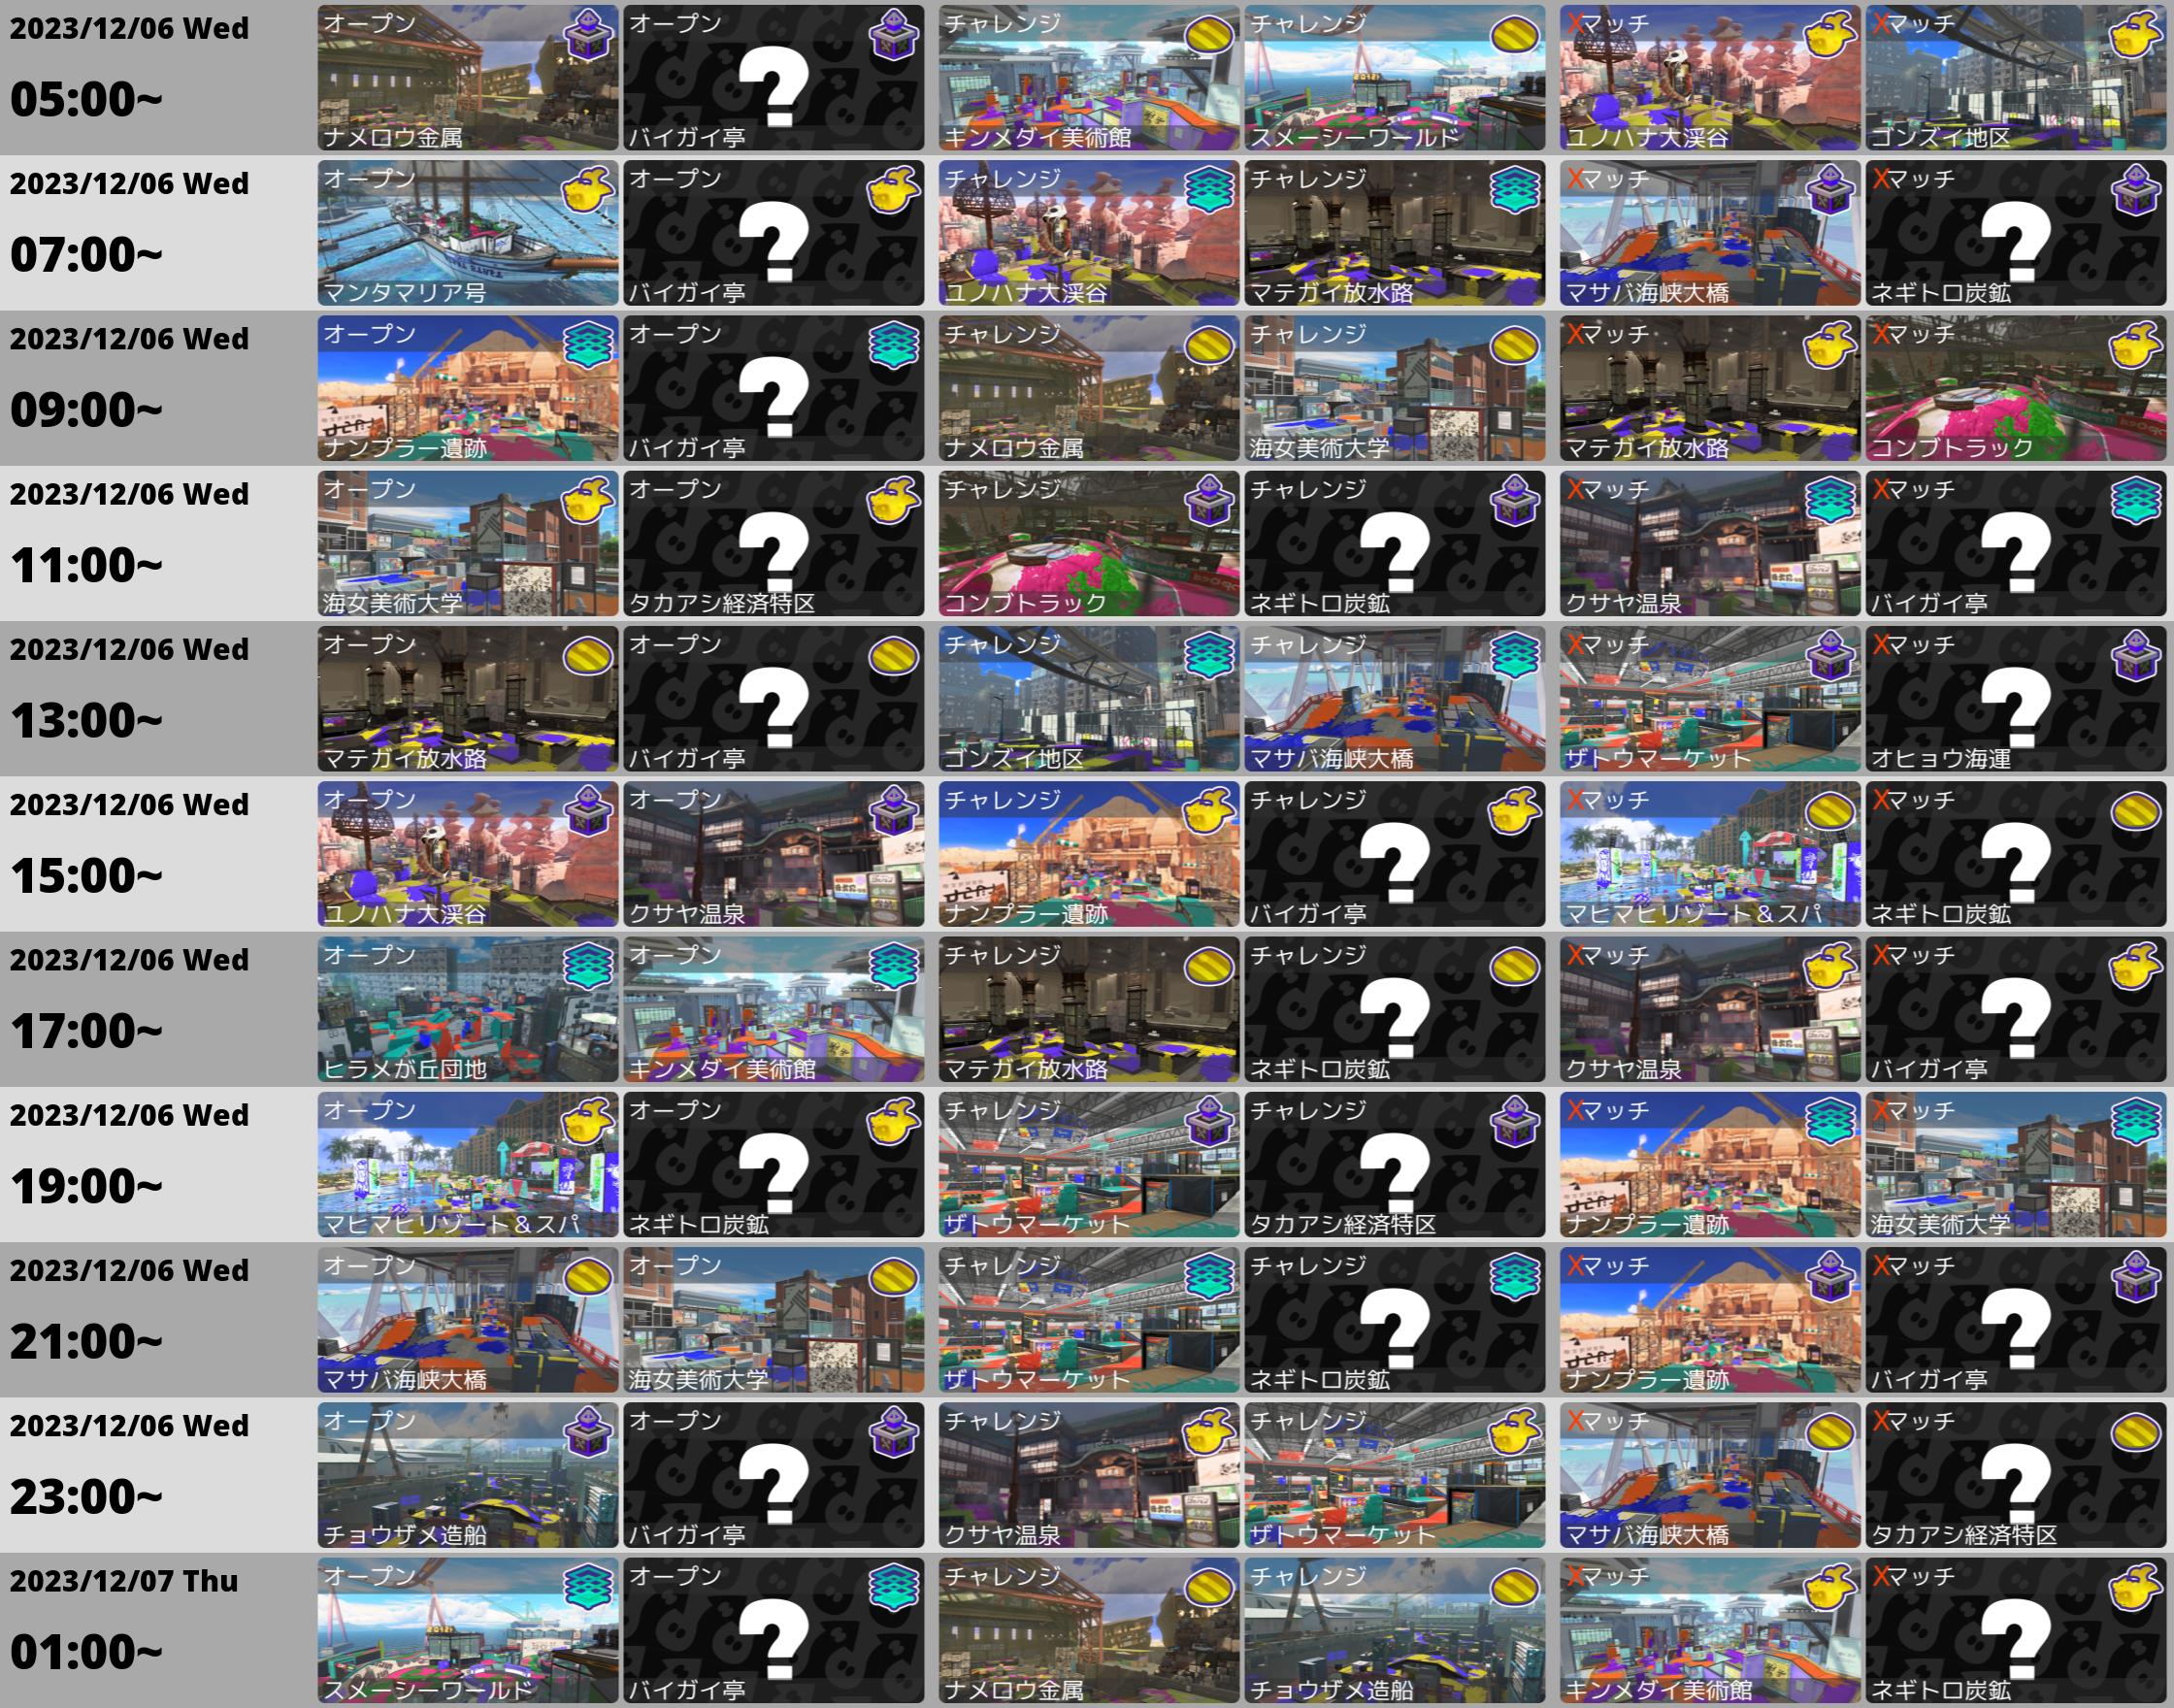 2023/12/06 Wed
05:00~
オープン オープン チャレンジ チャレンジ Xマッチ Xマッチ
ナメロウ金属 バイガイ亭 キンメダイ美術館 スメーシーワールド ユノハナ大渓谷 ゴンズイ地区
2023/12/06 Wed
07:00~
オープン オープン チャレンジ チャレンジ Xマッチ Xマッチ
マンタマリア号 バイガイ亭 ユノハナ大渓谷 マテガイ放水路 マサバ海峡大橋 ネギトロ炭鉱
2023/12/06 Wed
09:00~
オープン オープン チャレンジ チャレンジ Xマッチ Xマッチ
ナンプラー遺跡 バイガイ亭 ナメロウ金属 海女美術大学 マテガイ放水路 コンブトラック
2023/12/06 Wed
11:00~
オープン オープン チャレンジ チャレンジ Xマッチ Xマッチ
海女美術大学 タカアシ経済特区 コンブトラック ネギトロ炭鉱 クサヤ温泉 バイガイ亭
2023/12/06 Wed
13:00~
オープン オープン チャレンジ チャレンジ Xマッチ Xマッチ
マテガイ放水路 バイガイ亭 ゴンズイ地区 マサバ海峡大橋 ザトウマーケット オヒョウ海運
2023/12/06 Wed
15:00~
オープン オープン チャレンジ チャレンジ Xマッチ Xマッチ
ユノハナ大渓谷 クサヤ温泉 ナンプラー遺跡 バイガイ亭 マヒマヒリゾート&スパ ネギトロ炭鉱
2023/12/06 Wed
17:00~
オープン オープン チャレンジ チャレンジ Xマッチ Xマッチ
ヒラメが丘団地 キンメダイ美術館 マテガイ放水路 ネギトロ炭鉱 クサヤ温泉 バイガイ亭
2023/12/06 Wed
19:00~
オープン オープン チャレンジ チャレンジ Xマッチ Xマッチ
マヒマヒリゾート&スパ ネギトロ炭鉱 ザトウマーケット タカアシ経済特区 ナンプラー遺跡 海女美術大学
2023/12/06 Wed
21:00~
オープン オープン チャレンジ チャレンジ Xマッチ Xマッチ
マサバ海峡大橋 海女美術大学 ザトウマーケット ネギトロ炭鉱 ナンプラー遺跡 バイガイ亭
2023/12/06 Wed
23:00~
オープン オープン チャレンジ チャレンジ Xマッチ Xマッチ
チョウザメ造船 バイガイ亭 クサヤ温泉 ザトウマーケット マサバ海峡大橋 タカアシ経済特区
2023/12/07 Thu
01:00~
オープン オープン チャレンジ チャレンジ Xマッチ Xマッチ
スメーシーワールド バイガイ亭 ナメロウ金属 チョウザメ造船 キンメダイ美術館 ネギトロ炭鉱